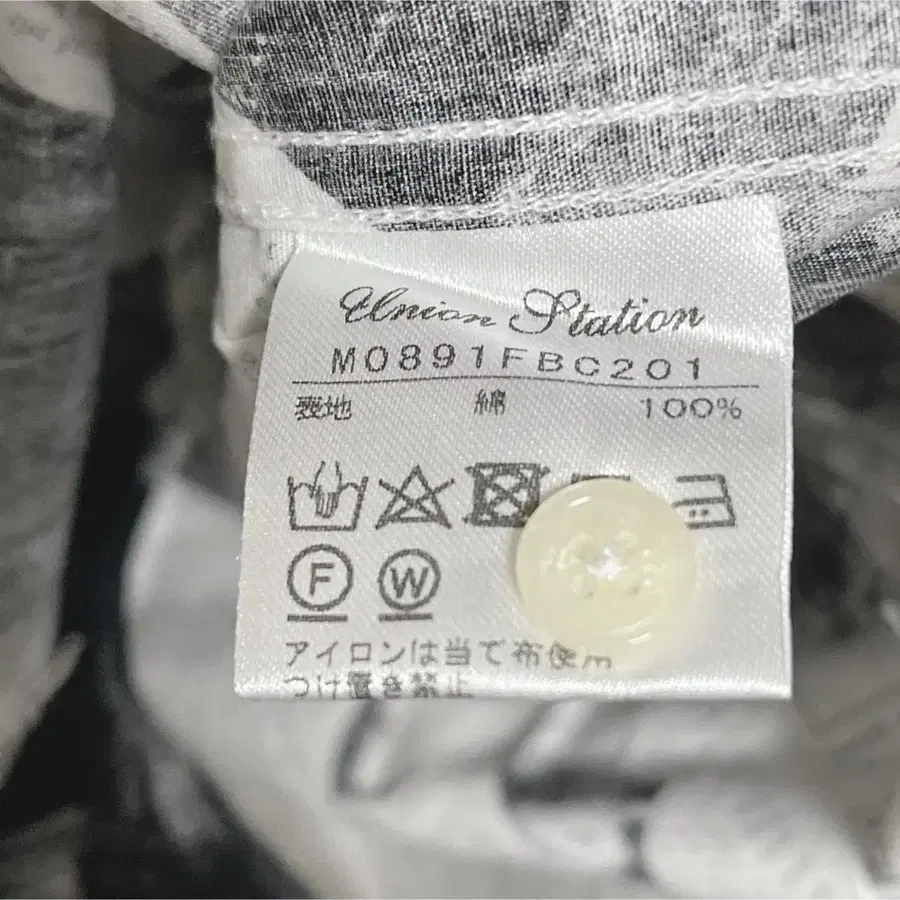 Union Station
M0891FBC201
表地 綿 100%
F W
アイロンは当て布使用
つけ置き禁止